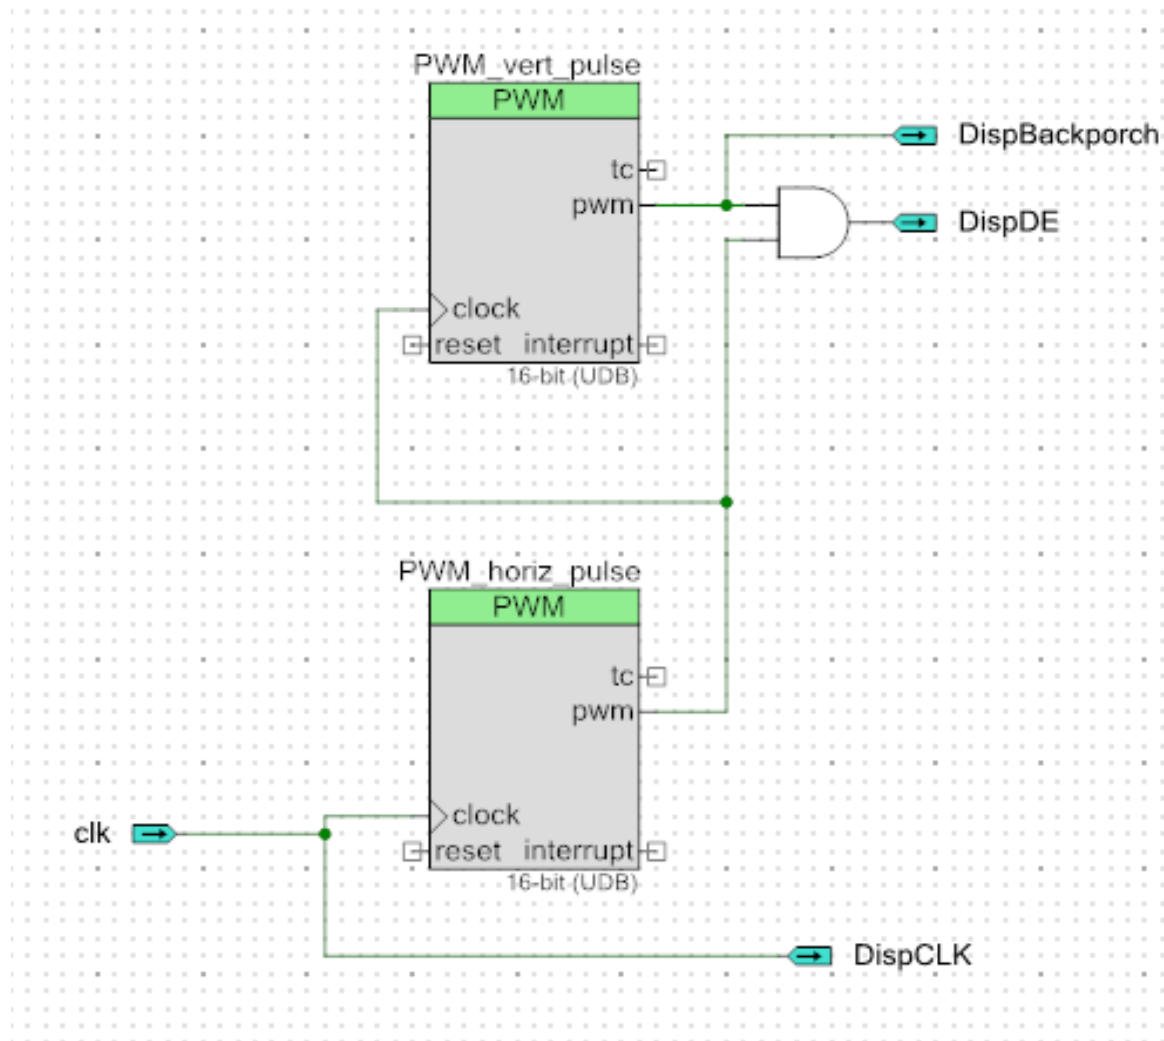 PWM_vert_pulse
PWM
tc
pwm
clock
reset interrupt
16-bit (UDB)
DispBackporch
DispDE
PWM_horiz_pulse
PWM
tc
pwm
clock
reset interrupt
16-bit (UDB)
clk
DispCLK